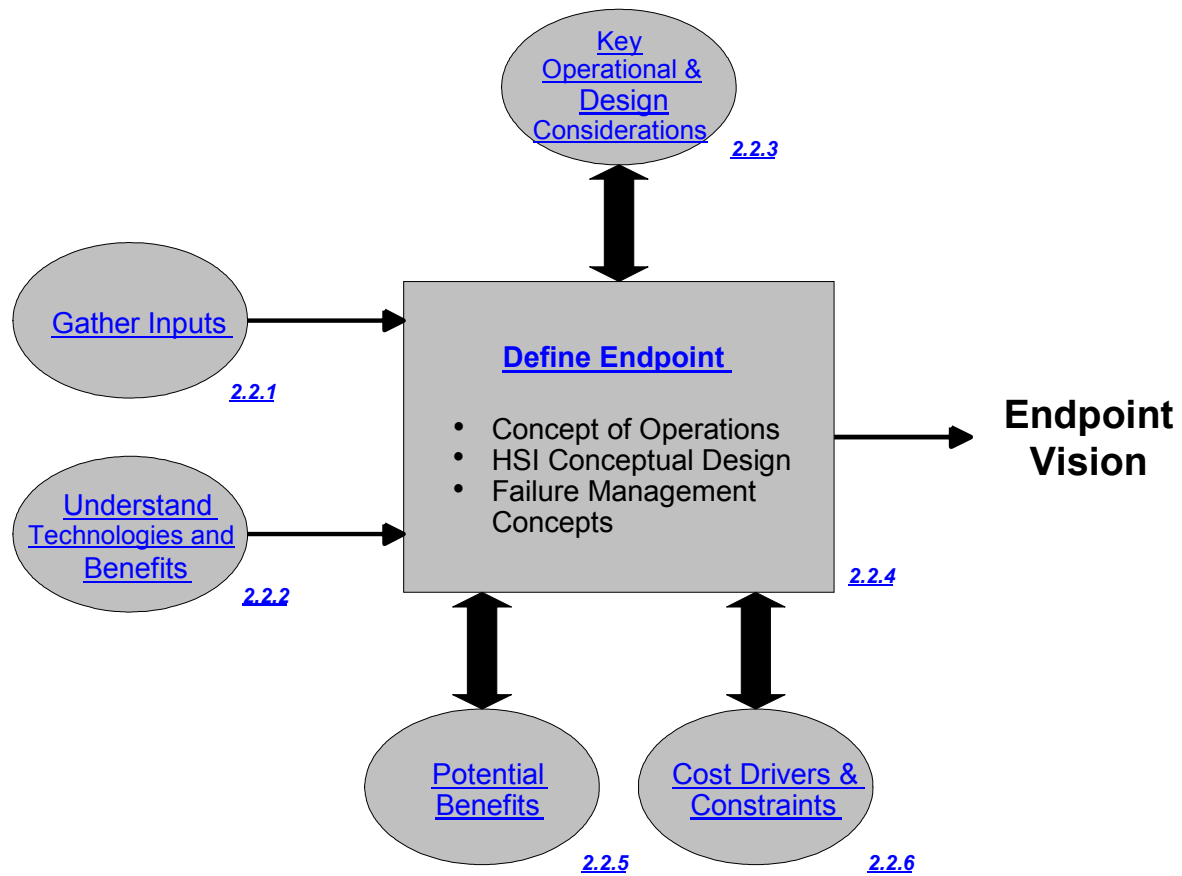 Key
Operational &
Design
Considerations
2.2.3
Gather Inputs
2.2.1
Understand
Technologies and
Benefits
2.2.2
Define Endpoint
• Concept of Operations
• HSI Conceptual Design
• Failure Management
Concepts
2.2.4
Endpoint
Vision
Potential
Benefits
2.2.5
Cost Drivers &
Constraints
2.2.6